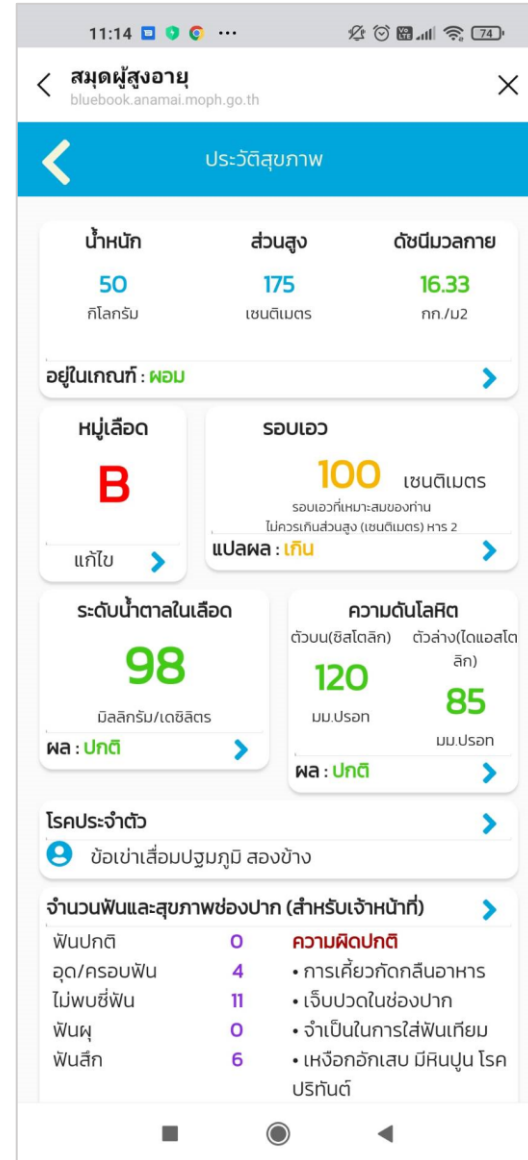 11:14 ... 74
สมุดผู้สูงอายุ
bluebook.anamai.moph.go.th
ประวัติสุขภาพ
น้ำหนัก ส่วนสูง ดัชนีมวลกาย
50 175 16.33
กิโลกรัม เซนติเมตร กก./ม2
อยู่ในเกณฑ์ : ผอม
หมู่เลือด
B
แก้ไข
รอบเอว
100 เซนติเมตร
รอบเอวที่เหมาะสมของท่าน
ไม่ควรเกินส่วนสูง (เซนติเมตร) หาร 2
แปลผล : เกิน
ระดับน้ำตาลในเลือด
98
มิลลิกรัม/เดซิลิตร
ผล : ปกติ
ความดันโลหิต
ตัวบน(ซิสโตลิก) ตัวล่าง(ไดแอสโต
ลิก)
120 85
มม.ปรอท มม.ปรอท
ผล : ปกติ
โรคประจำตัว
ข้อเข่าเสื่อมปฐมภูมิ สองข้าง
จำนวนฟันและสุขภาพช่องปาก (สำหรับเจ้าหน้าที่)
ฟันปกติ 0
อุด/ครอบฟัน 4
ไม่พบซี่ฟัน 11
ฟันผุ 0
ฟันสึก 6
ความผิดปกติ
• การเคี้ยวกัดกลืนอาหาร
• เจ็บปวดในช่องปาก
• จำเป็นในการใส่ฟันเทียม
• เหงือกอักเสบ มีหินปูน โรค
ปริทันต์